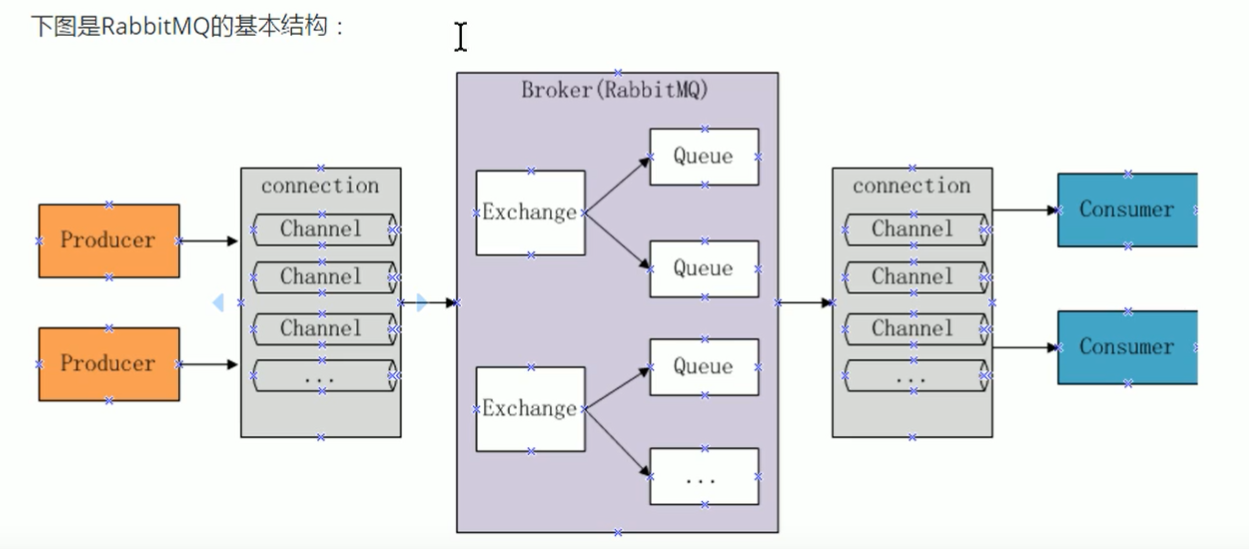 下图是RabbitMQ的基本结构：
Broker(RabbitMQ)
Producer
Producer
connection
Channel
Channel
Channel
...
Exchange
Queue
Queue
Exchange
Queue
...
connection
Channel
Channel
Channel
...
Consumer
Consumer